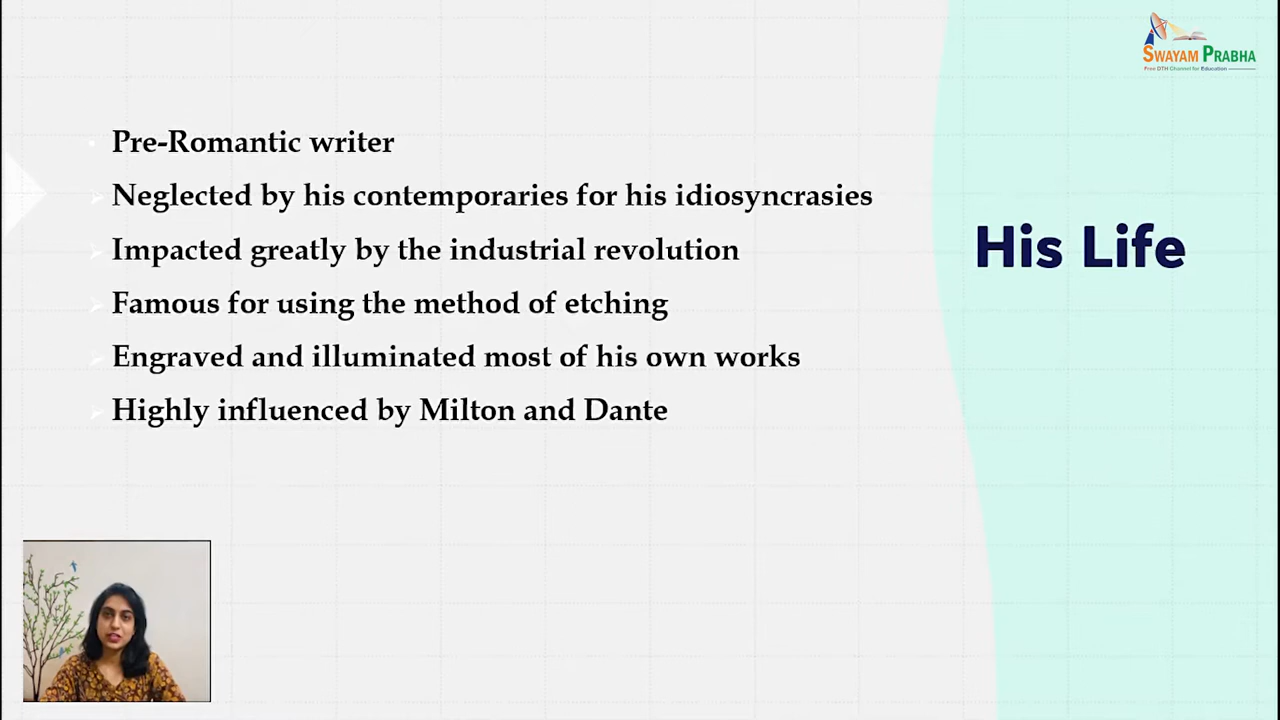 SWAYAM PRABHA
Free DTH Channel for Education
Pre-Romantic writer
Neglected by his contemporaries for his idiosyncrasies
Impacted greatly by the industrial revolution
Famous for using the method of etching
Engraved and illuminated most of his own works
Highly influenced by Milton and Dante
His Life